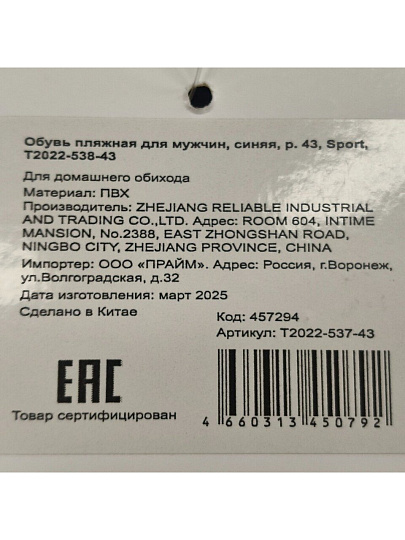 Обувь пляжная для мужчин, синяя, р. 43, Sport,
T2022-538-43
Для домашнего обихода
Материал: ПВХ
Производитель: ZHEJIANG RELIABLE INDUSTRIAL
AND TRADING CO.,LTD. Адрес: ROOM 604, INTIME
MANSION, No.2388, EAST ZHONGSHAN ROAD,
NINGBO CITY, ZHEJIANG PROVINCE, CHINA
Импортер: ООО «ПРАЙМ». Адрес: Россия, г.Воронеж,
ул.Волгоградская, д.32
Дата изготовления: март 2025
Сделано в Китае
Код: 457294
Артикул: T2022-537-43
EAC
Товар сертифицирован
4 660313 450792